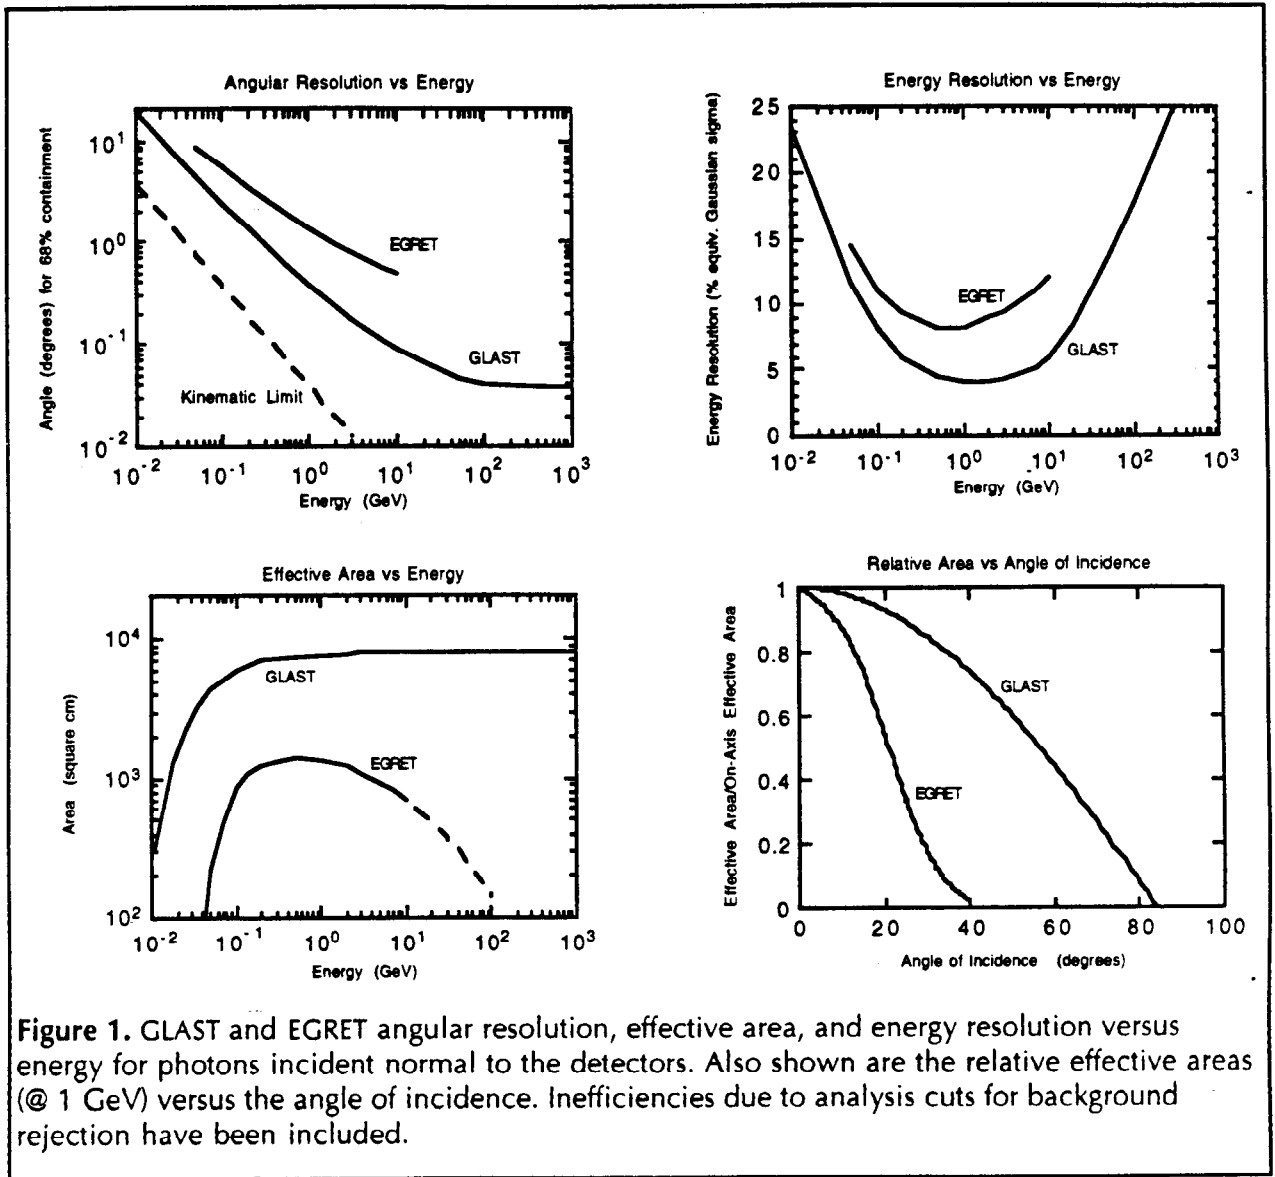 Angular Resolution vs Energy
Angle (degrees) for 68% containment
10^1
10^0
10^-1
10^-2
EGRET
GLAST
Kinematic Limit
10^-2 10^-1 10^0 10^1 10^2 10^3
Energy (GeV)
Energy Resolution vs Energy
Energy Resolution (% equiv. Gaussian sigma)
25
20
15
10
5
0
EGRET
GLAST
10^-2 10^-1 10^0 10^1 10^2 10^3
Energy (GeV)
Effective Area vs Energy
Area (square cm)
10^4
10^3
10^2
GLAST
EGRET
10^-2 10^-1 10^0 10^1 10^2 10^3
Energy (GeV)
Relative Area vs Angle of Incidence
Effective Area/On-Axis Effective Area
1
0.8
0.6
0.4
0.2
0
GLAST
EGRET
0 20 40 60 80 100
Angle of Incidence (degrees)
Figure 1. GLAST and EGRET angular resolution, effective area, and energy resolution versus
energy for photons incident normal to the detectors. Also shown are the relative effective areas
(@ 1 GeV) versus the angle of incidence. Inefficiencies due to analysis cuts for background
rejection have been included.